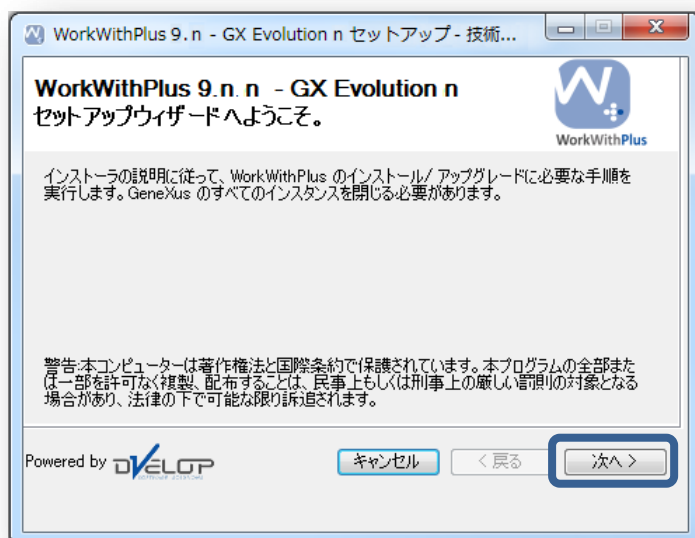 WorkWithPlus 9.n - GX Evolution n セットアップ - 技術...
WorkWithPlus 9.n. n - GX Evolution n
セットアップウィザードへようこそ。
WorkWithPlus
インストーラの説明に従って、WorkWithPlus のインストール/アップグレードに必要な手順を
実行します。GeneXus のすべてのインスタンスを閉じる必要があります。
警告:本コンピューターは著作権法と国際条約で保護されています。本プログラムの全部また
は一部を許可なく複製、配布することは、民事上もしくは刑事上の厳しい罰則の対象となる
場合があり、法律の下で可能な限り訴追されます。
Powered by DVELOP
キャンセル
< 戻る
次へ >